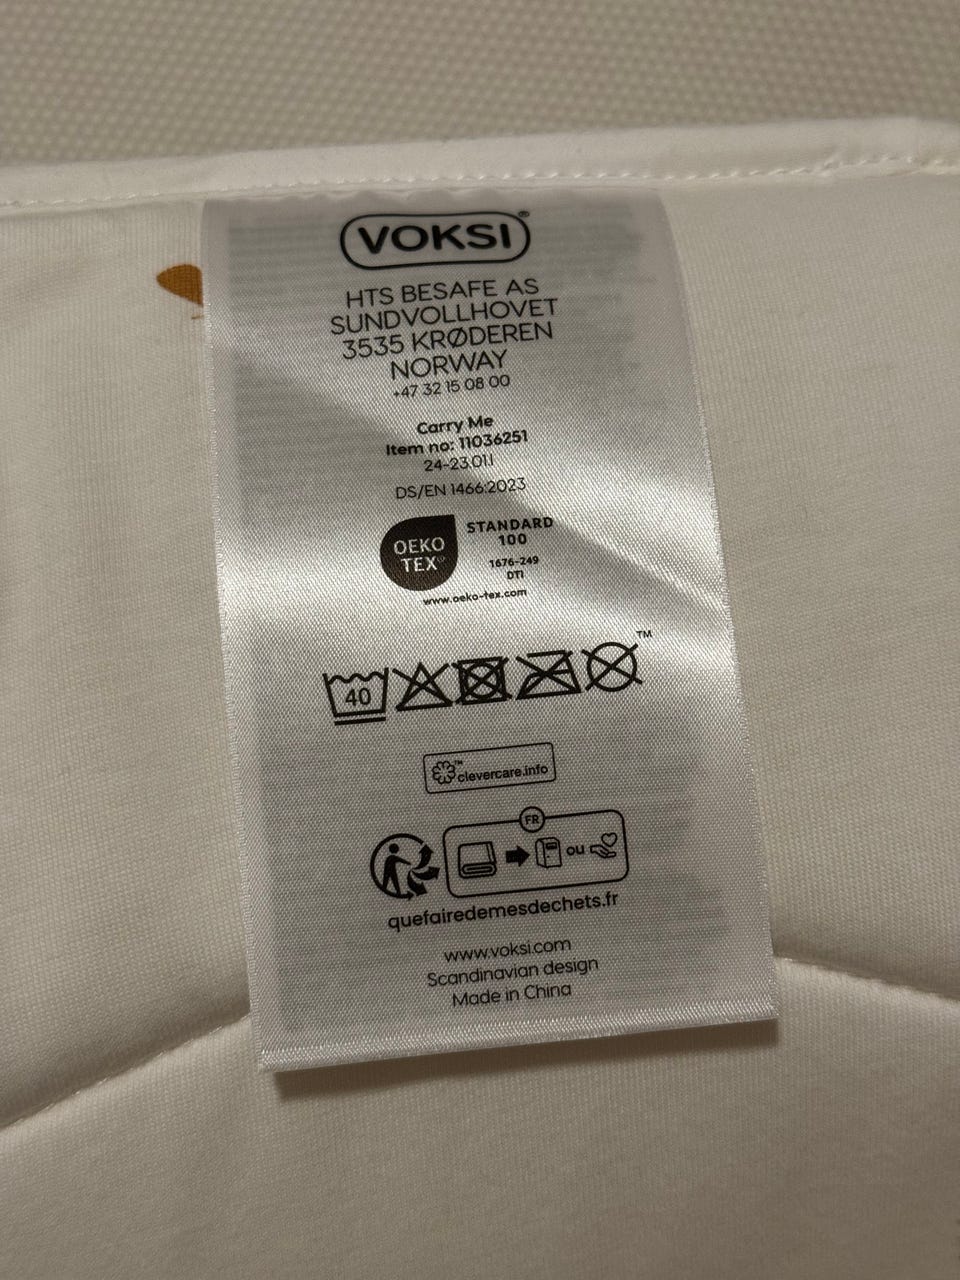 VOKSI®
HTS BESAFE AS
SUNDVOLLHOVET
3535 KRØDEREN
NORWAY
+47 32 15 08 00
Carry Me
Item no: 11036251
24-23.01.1
DS/EN 1466:2023
OEKO
TEX®
STANDARD
100
1676-249
DTI
www.oeko-tex.com
40
TM
clevercare.info
FR
ou
quefairedemesdechets.fr
www.voksi.com
Scandinavian design
Made in China